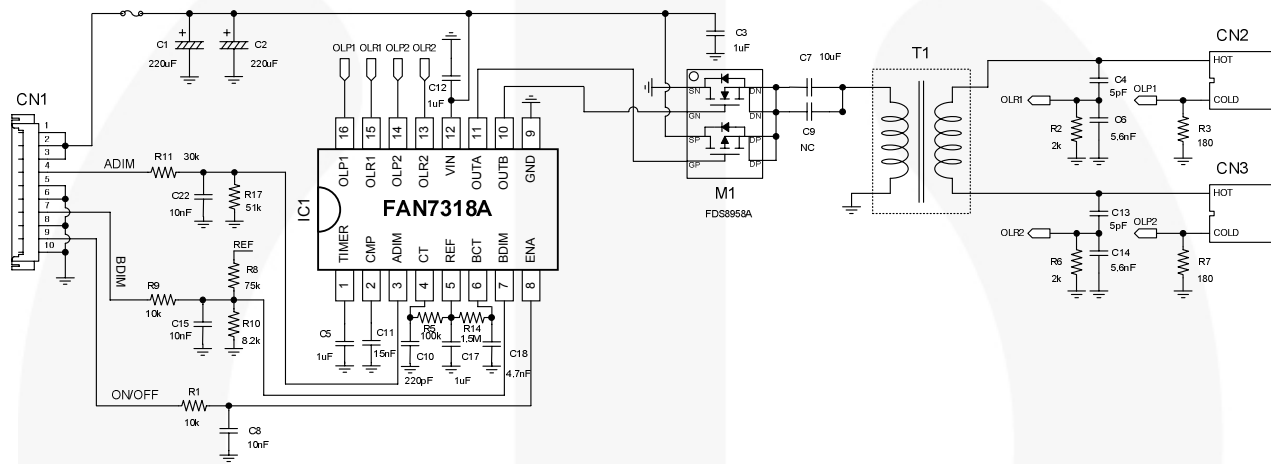 CN1
1
2
3
4
5
6
7
8
9
10
C1
220uF
C2
220uF
ADIM
R11 30k
C22
10nF
R17
51k
BDIM
R9
10k
C15
10nF
REF
R8
75k
R10
8.2k
ON/OFF
R1
10k
C8
10nF
OLP1 OLR1 OLP2 OLR2
C12
1uF
16 15 14 13 12 11 10 9
OLP1 OLR1 OLP2 OLR2 VIN OUTA OUTB GND
IC1
FAN7318A
TIMER CMP ADIM CT REF BCT BDIM ENA
1 2 3 4 5 6 7 8
C5
1uF
C11
15nF
R5
100k
C10
220pF
R14
1.5M
C17
1uF
C18
4.7nF
C3
1uF
SN DN
GN DN
SP DP
GP DP
M1
FDS8958A
C7 10uF
C9
NC
T1
CN2
HOT
COLD
C4
5pF
OLR1
OLP1
C6
5.6nF
R2
2k
R3
180
CN3
HOT
COLD
C13
5pF
OLR2
OLP2
C14
5.6nF
R6
2k
R7
180